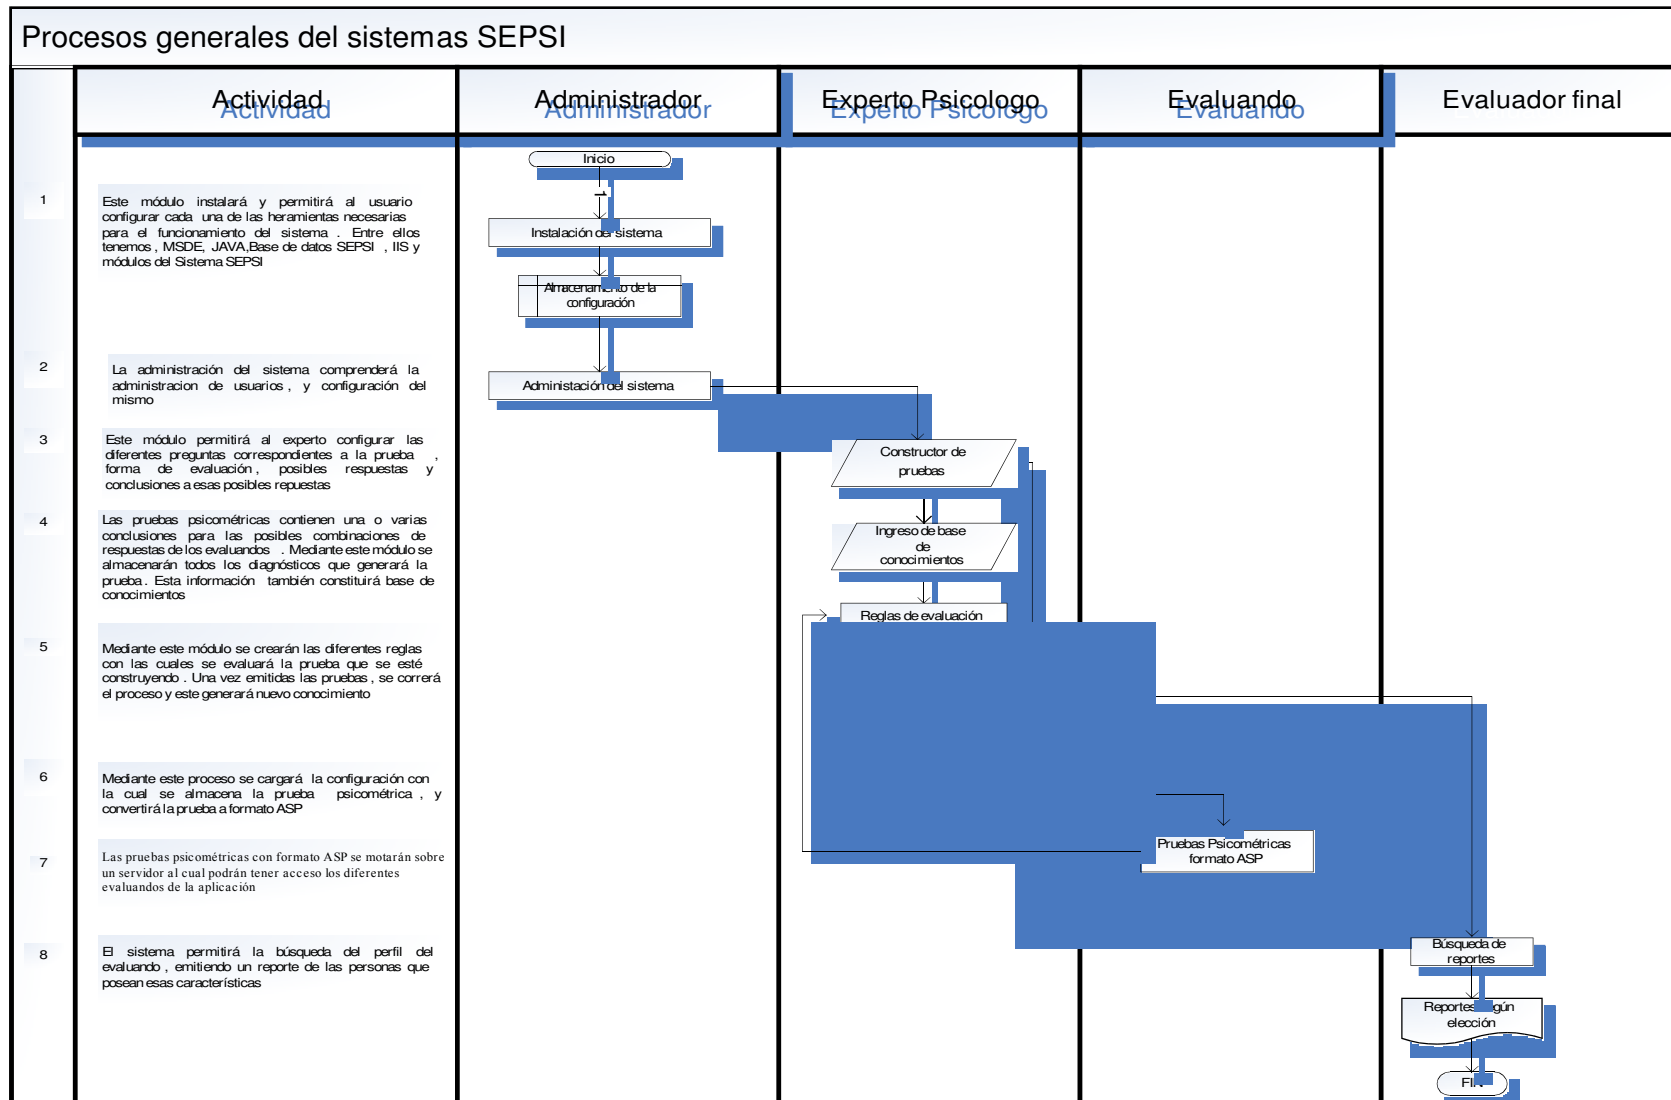 Procesos generales del sistemas SEPSI
Actividad
Administrador
Experto Psicologo
Evaluando
Evaluador final
Inicio
1
1
Este módulo instalará y permitirá al usuario
configurar cada una de las heramientas necesarias
para el funcionamiento del sistema . Entre ellos
tenemos , MSDE, JAVA,Base de datos SEPSI , IIS y
módulos del Sistema SEPSI
Instalación del sistema
Almacenamiento de la
configuración
2
La administración del sistema comprenderá la
administracion de usuarios , y configuración del
mismo
Administación del sistema
3
Este módulo permitirá al experto configurar las
diferentes preguntas correspondientes a la prueba ,
forma de evaluación , posibles respuestas y
conclusiones a esas posibles repuestas
Constructor de
pruebas
4
Las pruebas psicométricas contienen una o varias
conclusiones para las posibles combinaciones de
respuestas de los evaluandos . Mediante este módulo se
almacenarán todos los diagnósticos que generará la
prueba . Esta información también constituirá base de
conocimientos
Ingreso de base
de
conocimientos
Reglas de evaluación
5
Mediante este módulo se crearán las diferentes reglas
con las cuales se evaluará la prueba que se esté
construyendo . Una vez emitidas las pruebas , se correrá
el proceso y este generará nuevo conocimiento
6
Mediante este proceso se cargará la configuración con
la cual se almacena la prueba psicométrica , y
convertirá la prueba a formato ASP
7
Las pruebas psicométricas con formato ASP se motarán sobre
un servidor al cual podrán tener acceso los diferentes
evaluandos de la aplicación
Pruebas Psicométricas
formato ASP
8
El sistema permitirá la búsqueda del perfil del
evaluando , emitiendo un reporte de las personas que
posean esas características
Búsqueda de
reportes
Reportes según
elección
FIN